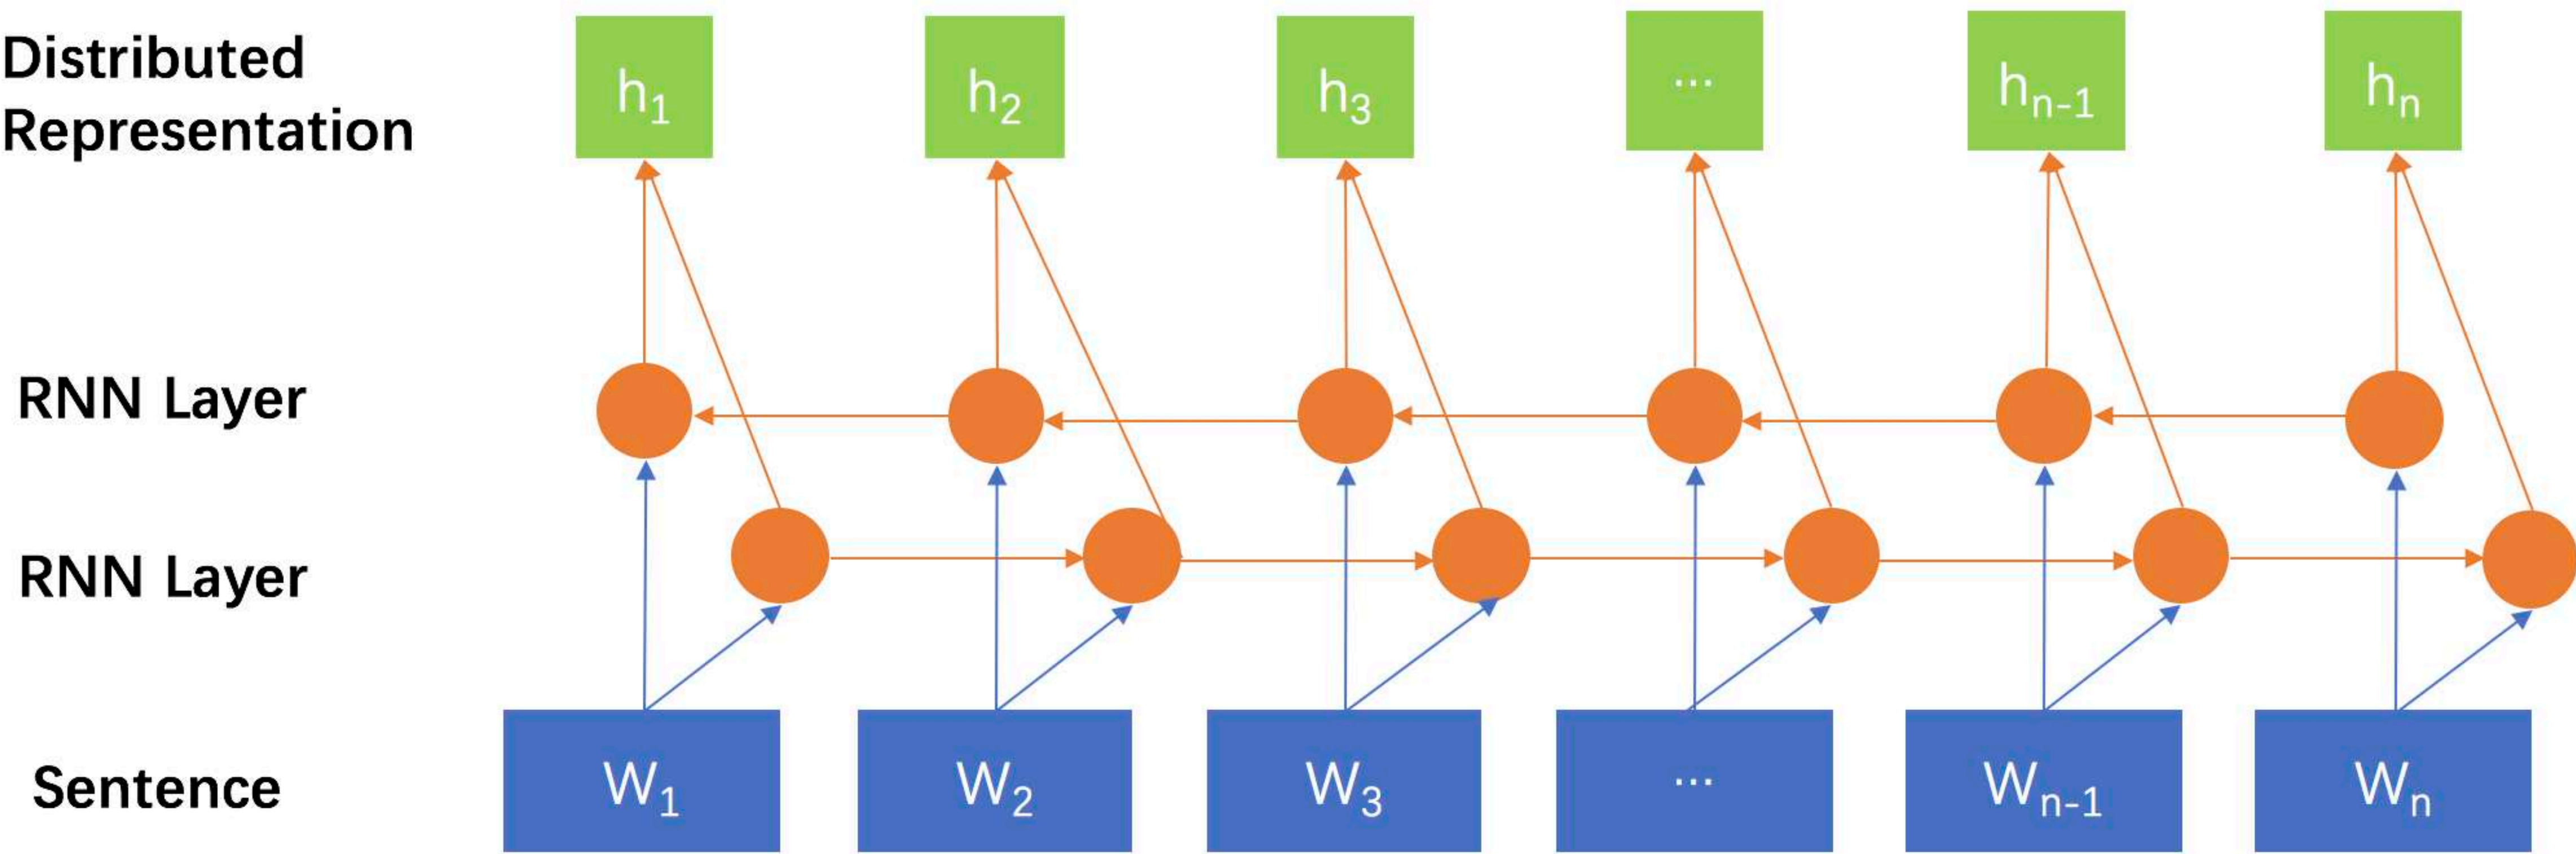 Distributed
Representation
h₁ h₂ h₃ ... hₙ₋₁ hₙ
RNN Layer
RNN Layer
Sentence
W₁ W₂ W₃ ... Wₙ₋₁ Wₙ